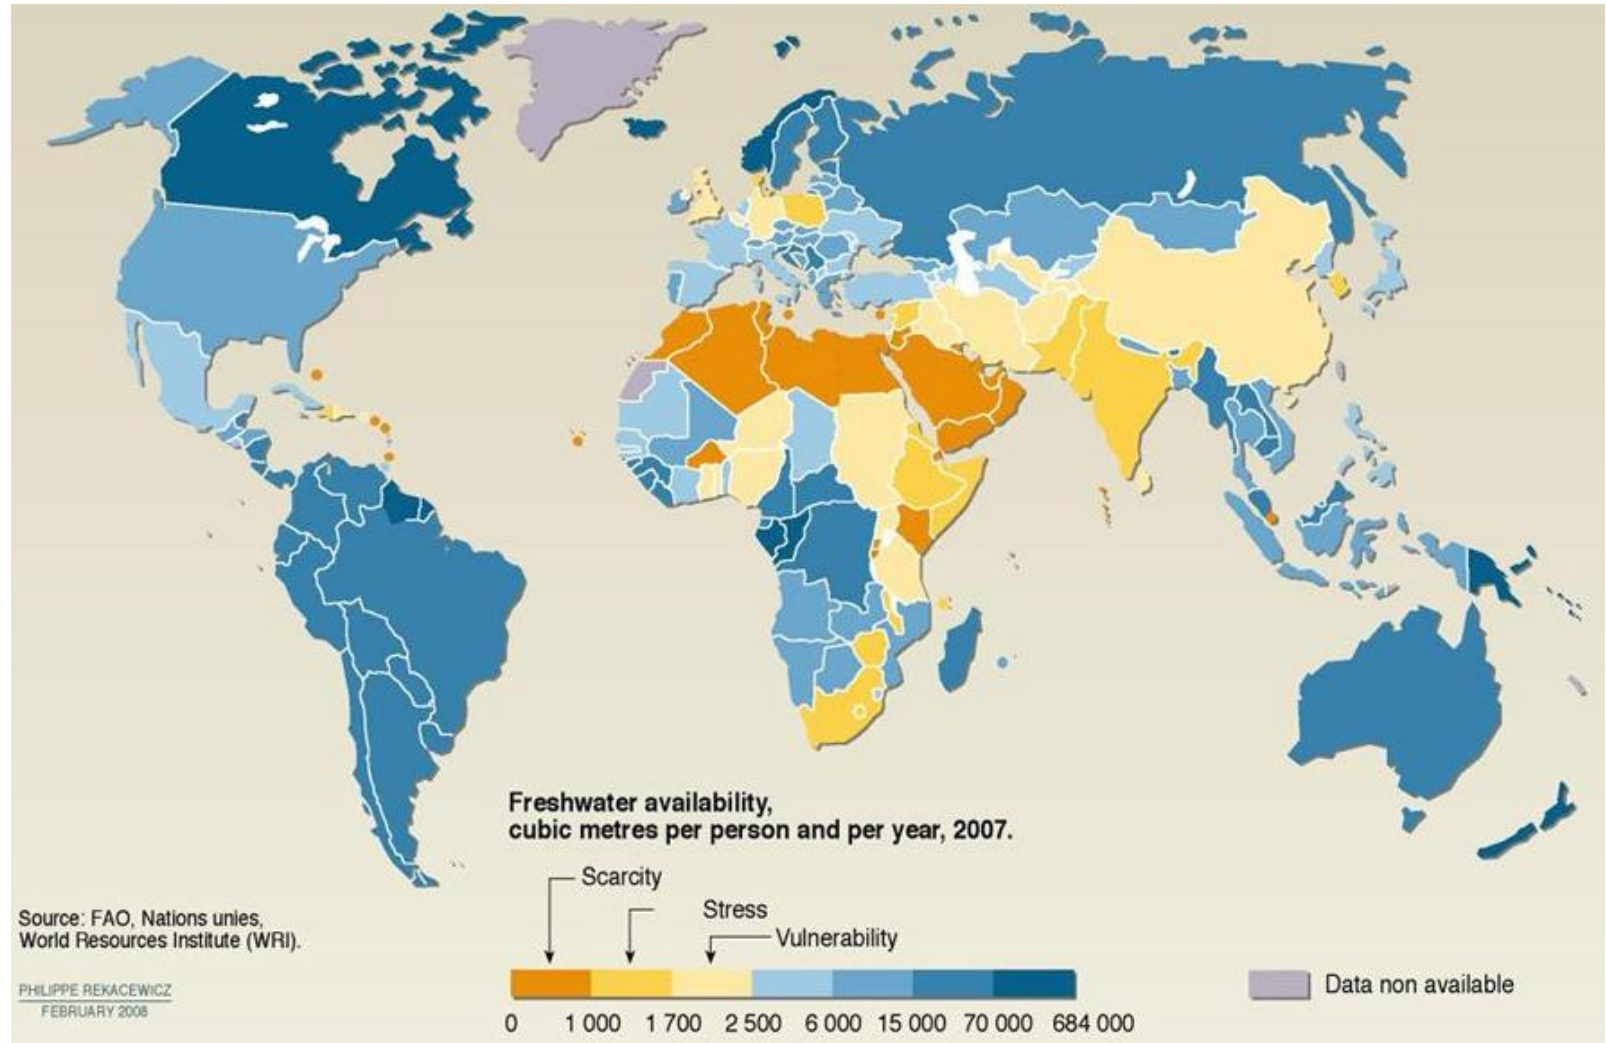 Freshwater availability,
cubic metres per person and per year, 2007.
Scarcity
Stress
Vulnerability
0 1 000 1 700 2 500 6 000 15 000 70 000 684 000
Data non available
Source: FAO, Nations unies,
World Resources Institute (WRI).
PHILIPPE REKACEWICZ
FEBRUARY 2008